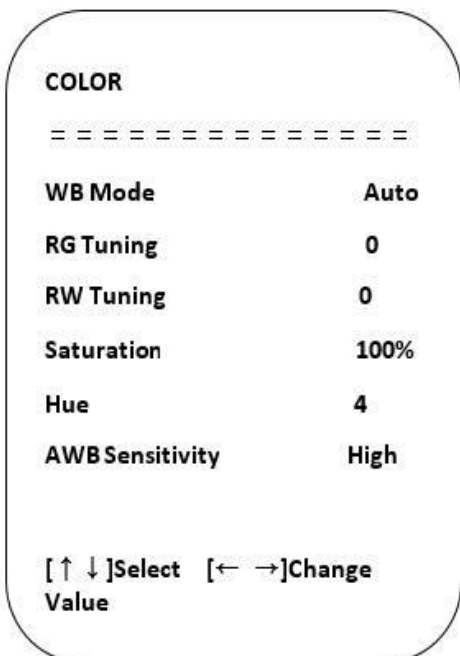 COLOR
= = = = = = = = = = = = = =
WB Mode Auto
RG Tuning 0
RW Tuning 0
Saturation 100%
Hue 4
AWB Sensitivity High
[ ↑ ↓ ]Select [← →]Change
Value